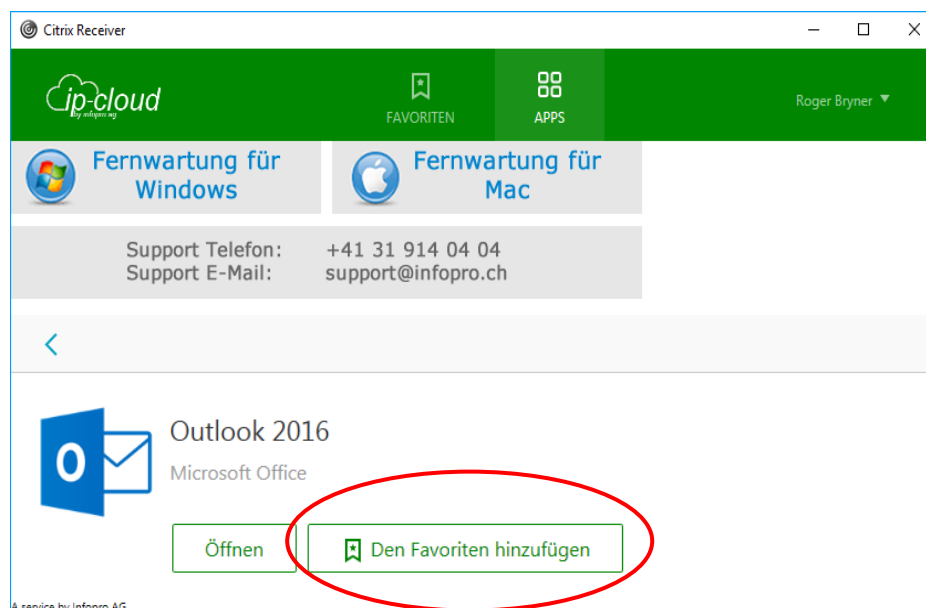 Citrix Receiver
ip-cloud
by infopro ag
FAVORITEN
APPS
Roger Bryner
Fernwartung für
Windows
Fernwartung für
Mac
Support Telefon: +41 31 914 04 04
Support E-Mail: support@infopro.ch
Outlook 2016
Microsoft Office
Öffnen
Den Favoriten hinzufügen
A service by Infopro AG